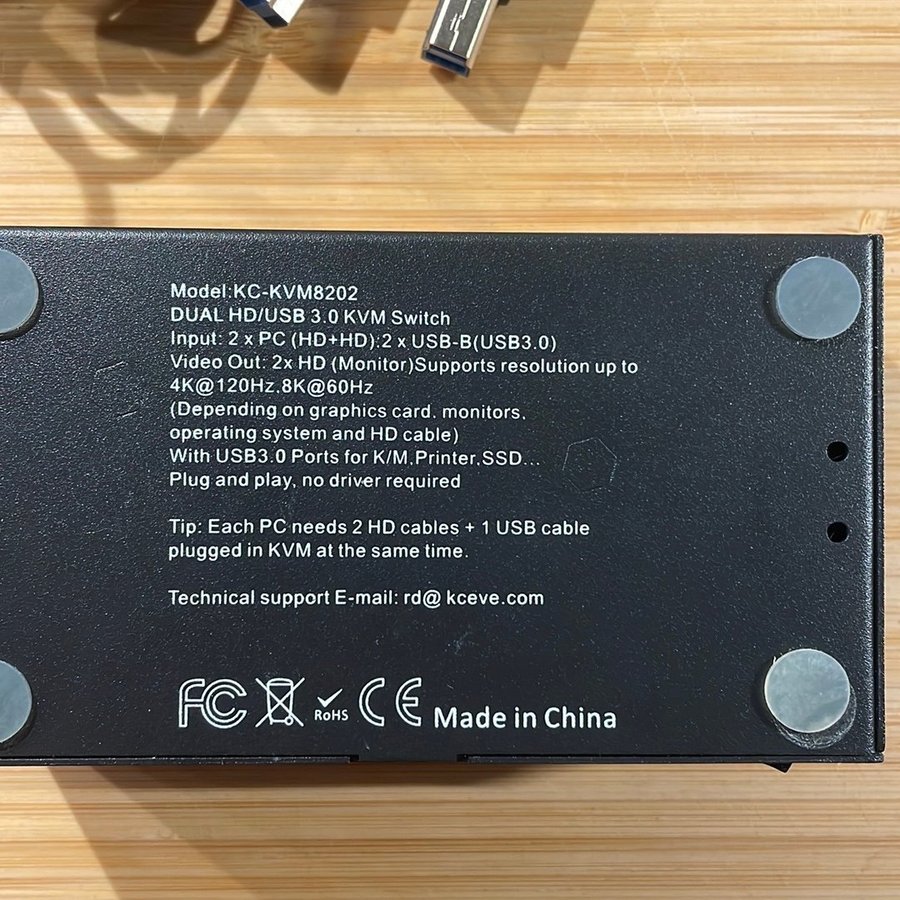 Model:KC-KVM8202
DUAL HD/USB 3.0 KVM Switch
Input: 2 x PC (HD+HD);2 x USB-B(USB3.0)
Video Out: 2x HD (Monitor)Supports resolution up to
4K@120Hz,8K@60Hz
(Depending on graphics card, monitors,
operating system and HD cable)
With USB3.0 Ports for K/M,Printer,SSD...
Plug and play, no driver required
Tip: Each PC needs 2 HD cables + 1 USB cable
plugged in KVM at the same time.
Technical support E-mail: rd@ kceve.com
FC RoHS CE Made in China